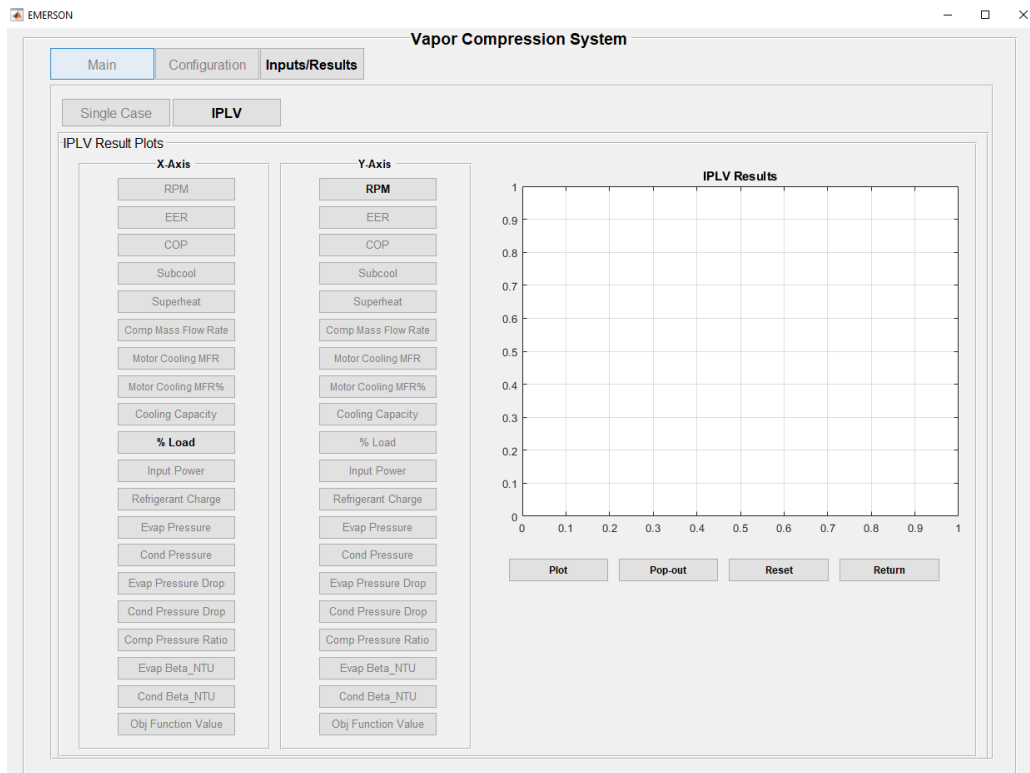 EMERSON
Vapor Compression System
Main
Configuration
Inputs/Results
Single Case
IPLV
IPLV Result Plots
X-Axis
RPM
EER
COP
Subcool
Superheat
Comp Mass Flow Rate
Motor Cooling MFR
Motor Cooling MFR%
Cooling Capacity
% Load
Input Power
Refrigerant Charge
Evap Pressure
Cond Pressure
Evap Pressure Drop
Cond Pressure Drop
Comp Pressure Ratio
Evap Beta_NTU
Cond Beta_NTU
Obj Function Value
Y-Axis
RPM
EER
COP
Subcool
Superheat
Comp Mass Flow Rate
Motor Cooling MFR
Motor Cooling MFR%
Cooling Capacity
% Load
Input Power
Refrigerant Charge
Evap Pressure
Cond Pressure
Evap Pressure Drop
Cond Pressure Drop
Comp Pressure Ratio
Evap Beta_NTU
Cond Beta_NTU
Obj Function Value
IPLV Results
1
0.9
0.8
0.7
0.6
0.5
0.4
0.3
0.2
0.1
0
0 0.1 0.2 0.3 0.4 0.5 0.6 0.7 0.8 0.9 1
Plot
Pop-out
Reset
Return